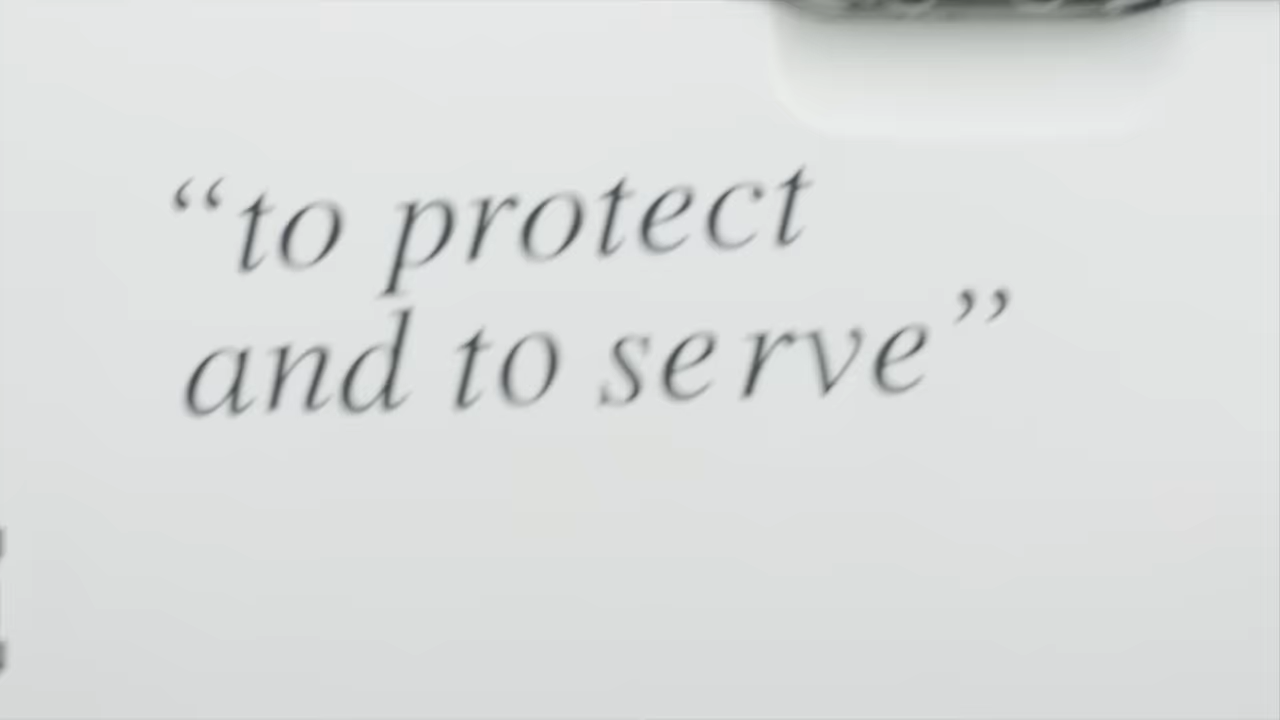 “to protect
and to serve”